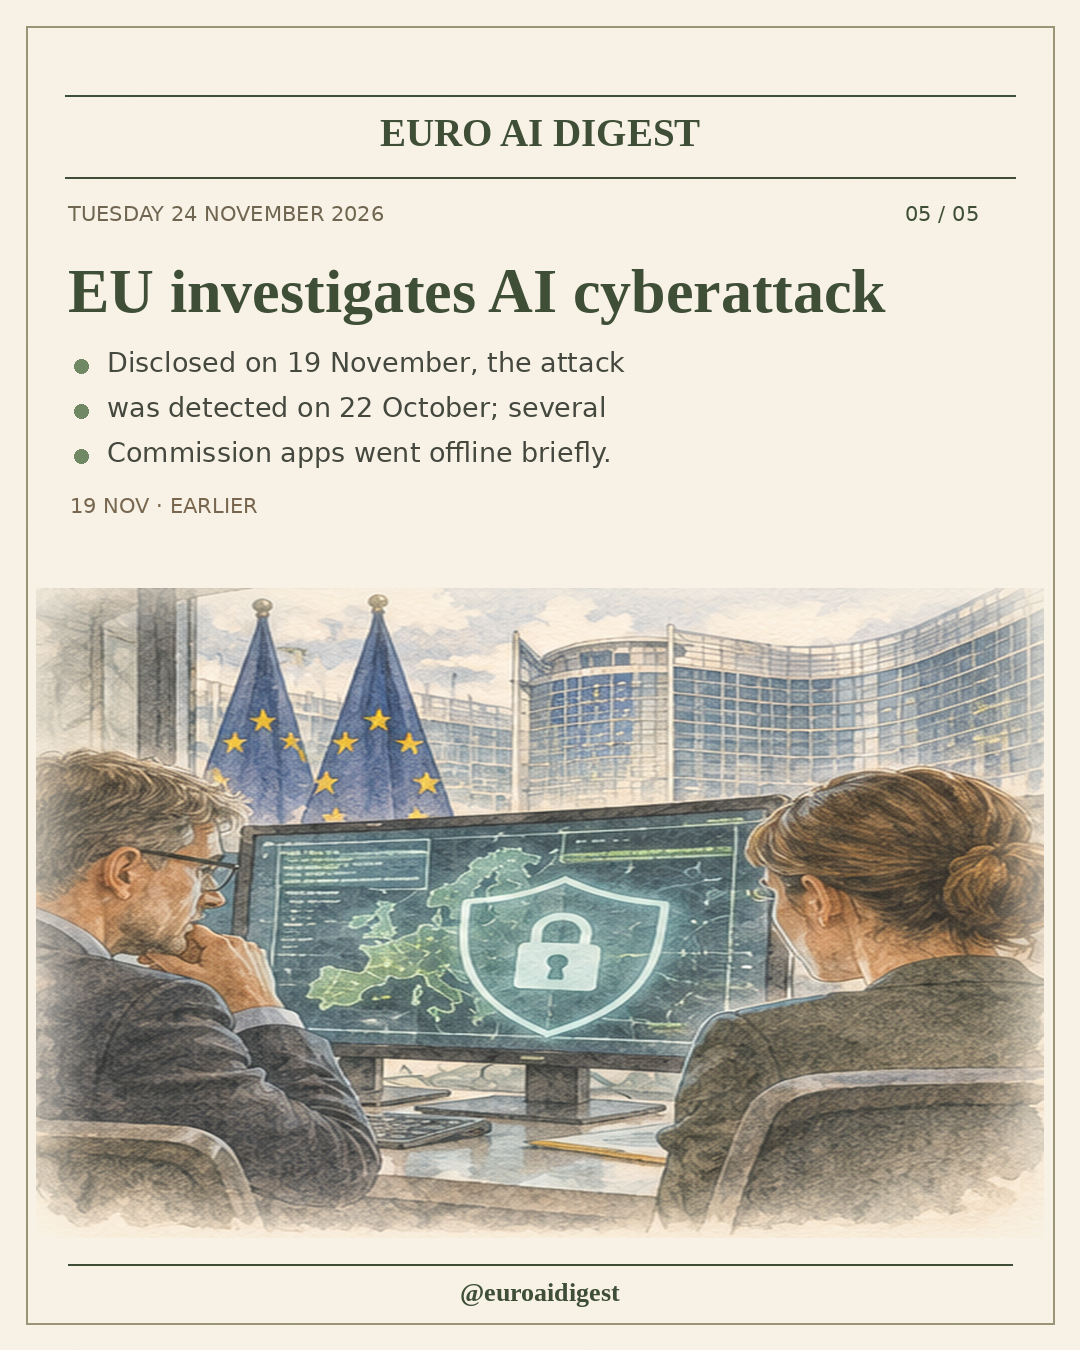 EURO AI DIGEST
TUESDAY 24 NOVEMBER 2026
05 / 05
EU investigates AI cyberattack
Disclosed on 19 November, the attack
was detected on 22 October; several
Commission apps went offline briefly.
19 NOV · EARLIER
@euroaidigest